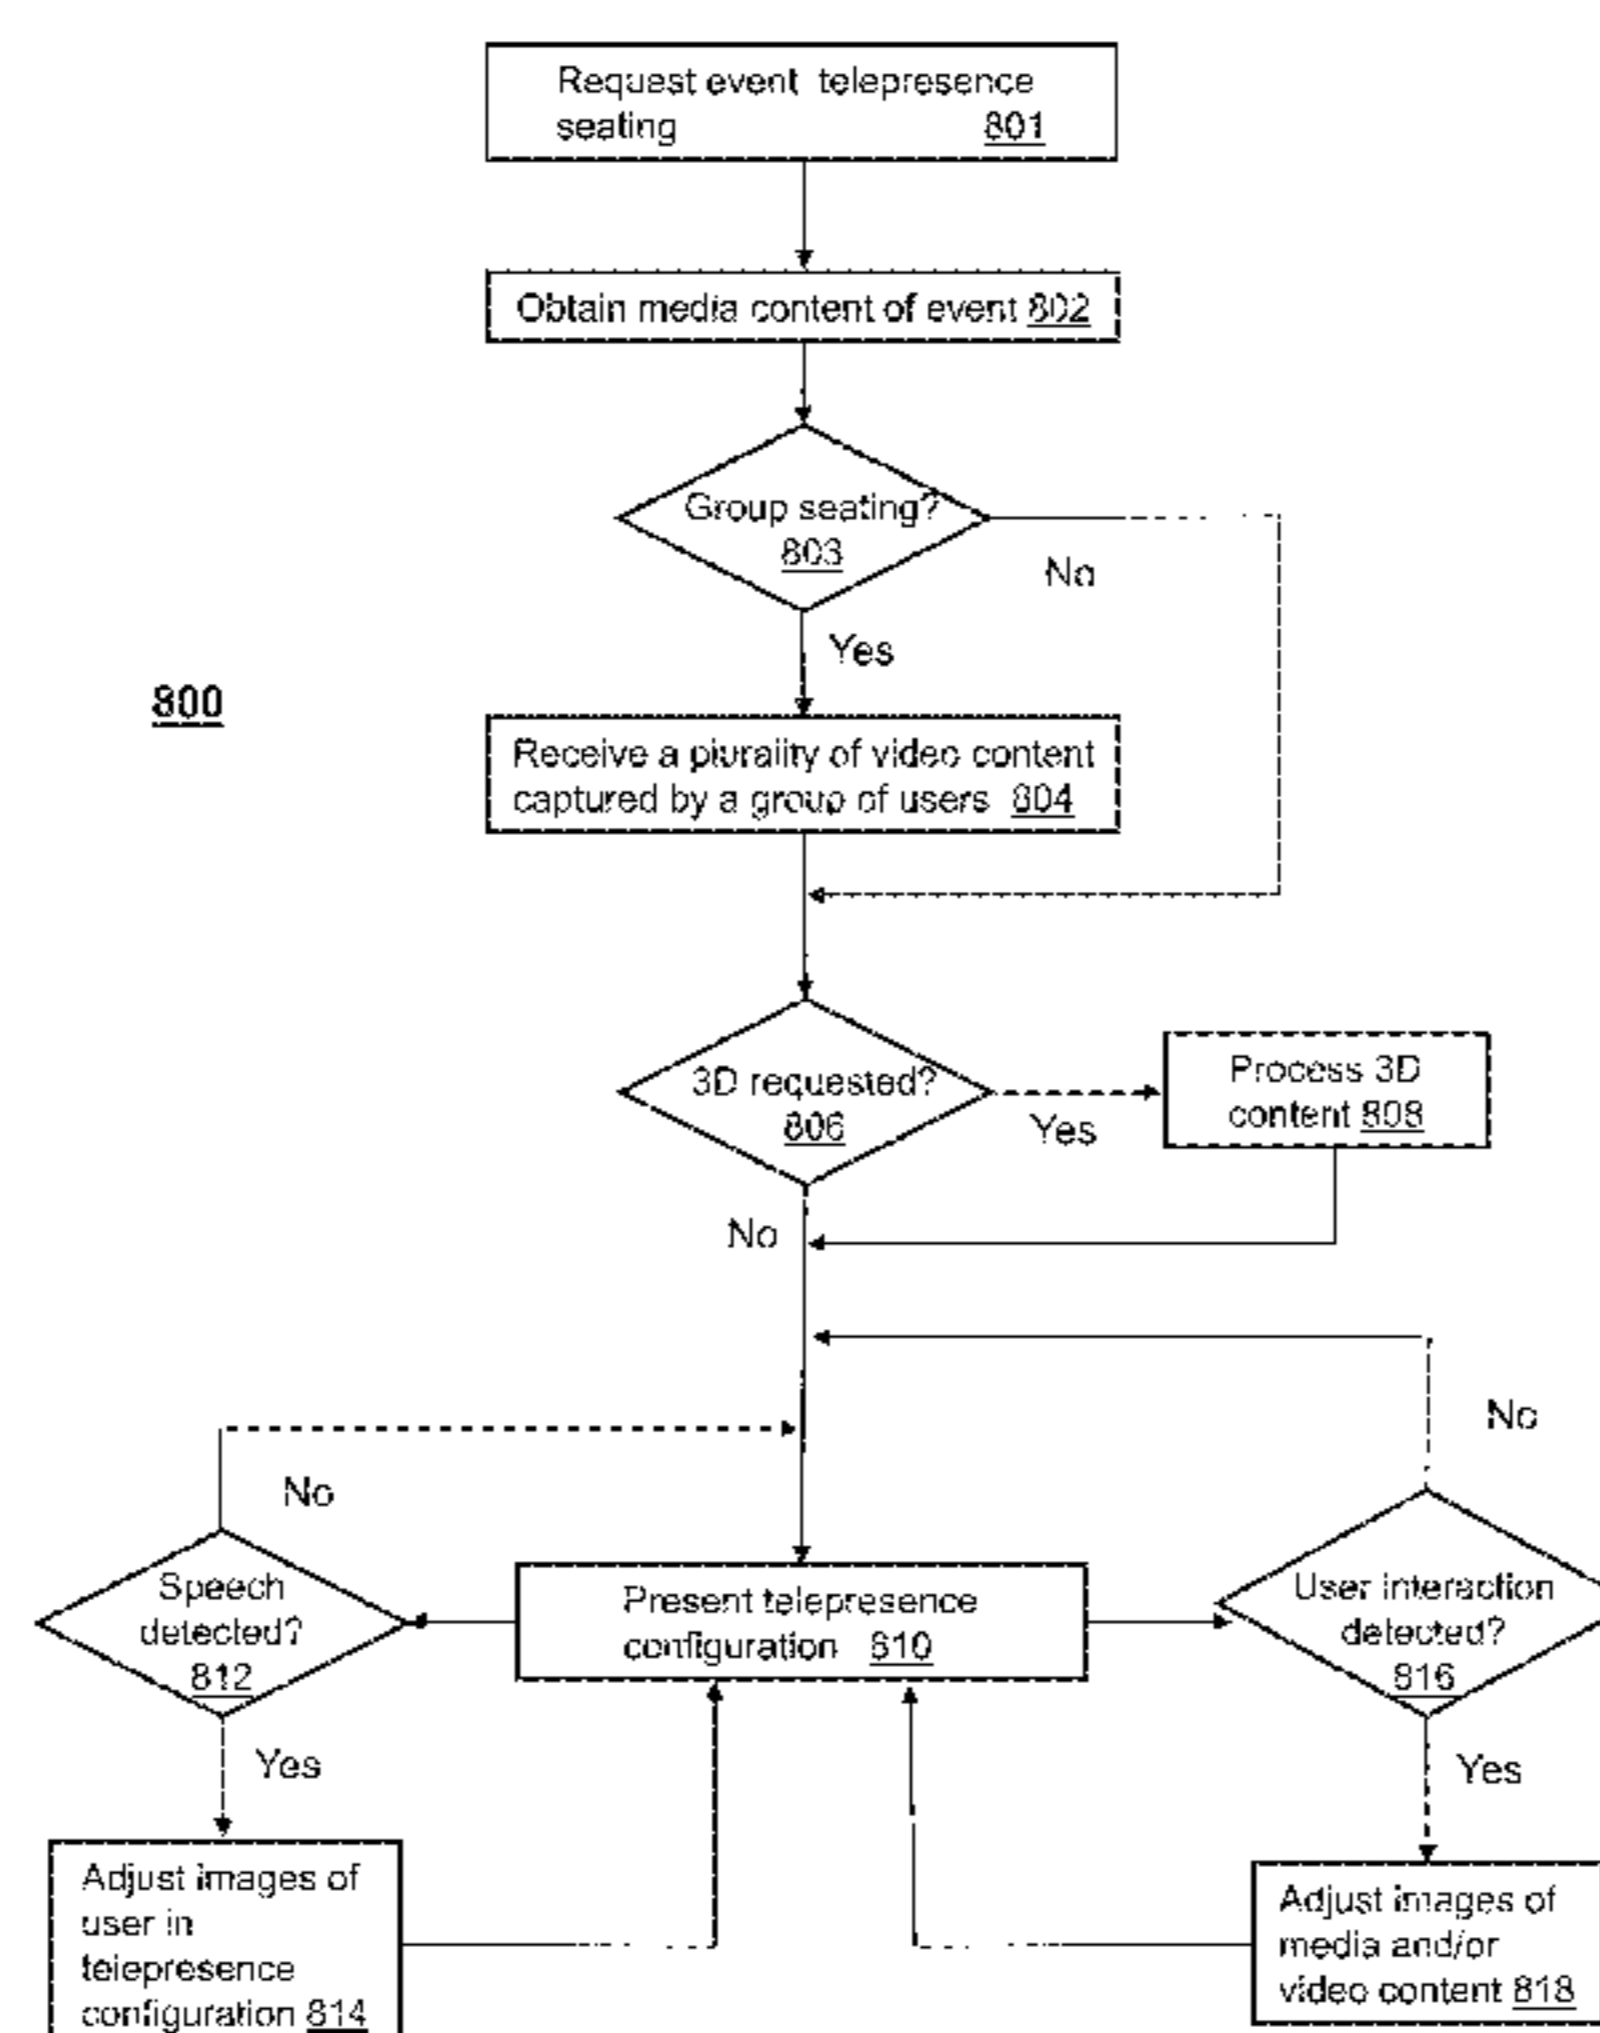 Request event telepresence
seating 801
Obtain media content of event 802
Group seating?
803
No
Yes
800
Receive a plurality of video content
captured by a group of users 804
3D requested?
806
Yes
Process 3D
content 808
No
No
No
Speech
detected?
812
Present telepresence
configuration 810
User interaction
detected?
816
Yes
Yes
Adjust images of
user in
telepresence
configuration 814
Adjust images of
media and/or
video content 818